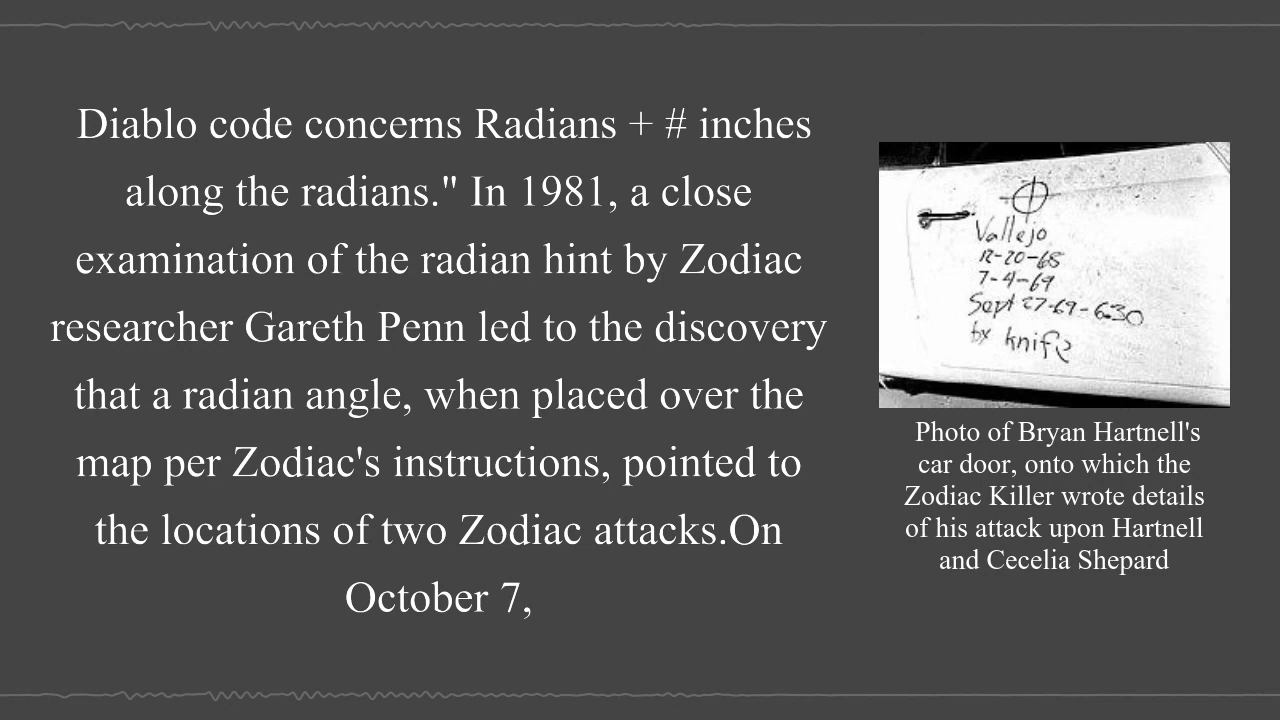 Diablo code concerns Radians + # inches
along the radians." In 1981, a close
examination of the radian hint by Zodiac
researcher Gareth Penn led to the discovery
that a radian angle, when placed over the
map per Zodiac's instructions, pointed to
the locations of two Zodiac attacks.On
October 7,
Vallejo
12-20-68
7-4-69
Sept 27-69-6:30
by knife
Photo of Bryan Hartnell's
car door, onto which the
Zodiac Killer wrote details
of his attack upon Hartnell
and Cecelia Shepard